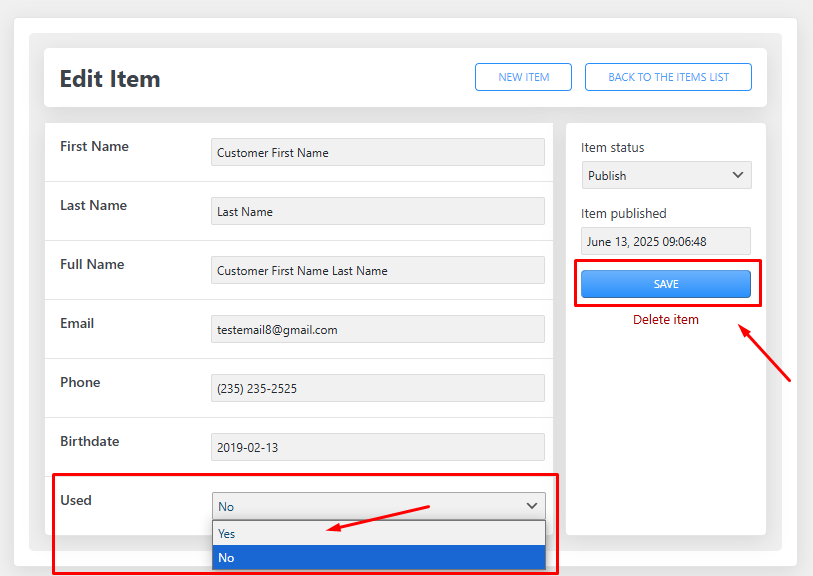 Edit Item
NEW ITEM
BACK TO THE ITEMS LIST
First Name
Customer First Name
Last Name
Last Name
Full Name
Customer First Name Last Name
Email
testemail8@gmail.com
Phone
(235) 235-2525
Birthdate
2019-02-13
Used
No
Yes
No
Item status
Publish
Item published
June 13, 2025 09:06:48
SAVE
Delete item